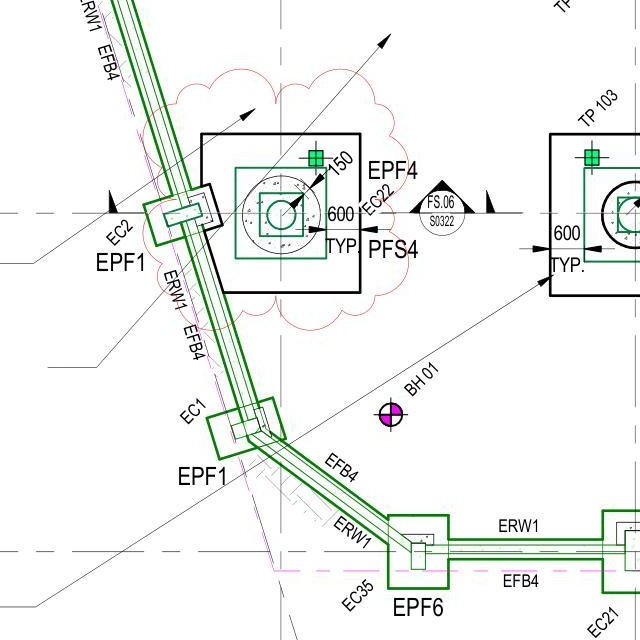 ERW1
EFB4
TP
TP 103
150
EPF4
EC22
600
TYP.
PFS4
FS.06
S0322
600
TYP.
EC2
EPF1
ERW1
EFB4
BH 01
EC1
EPF1
EFB4
ERW1
ERW1
EFB4
EC35
EPF6
EC21